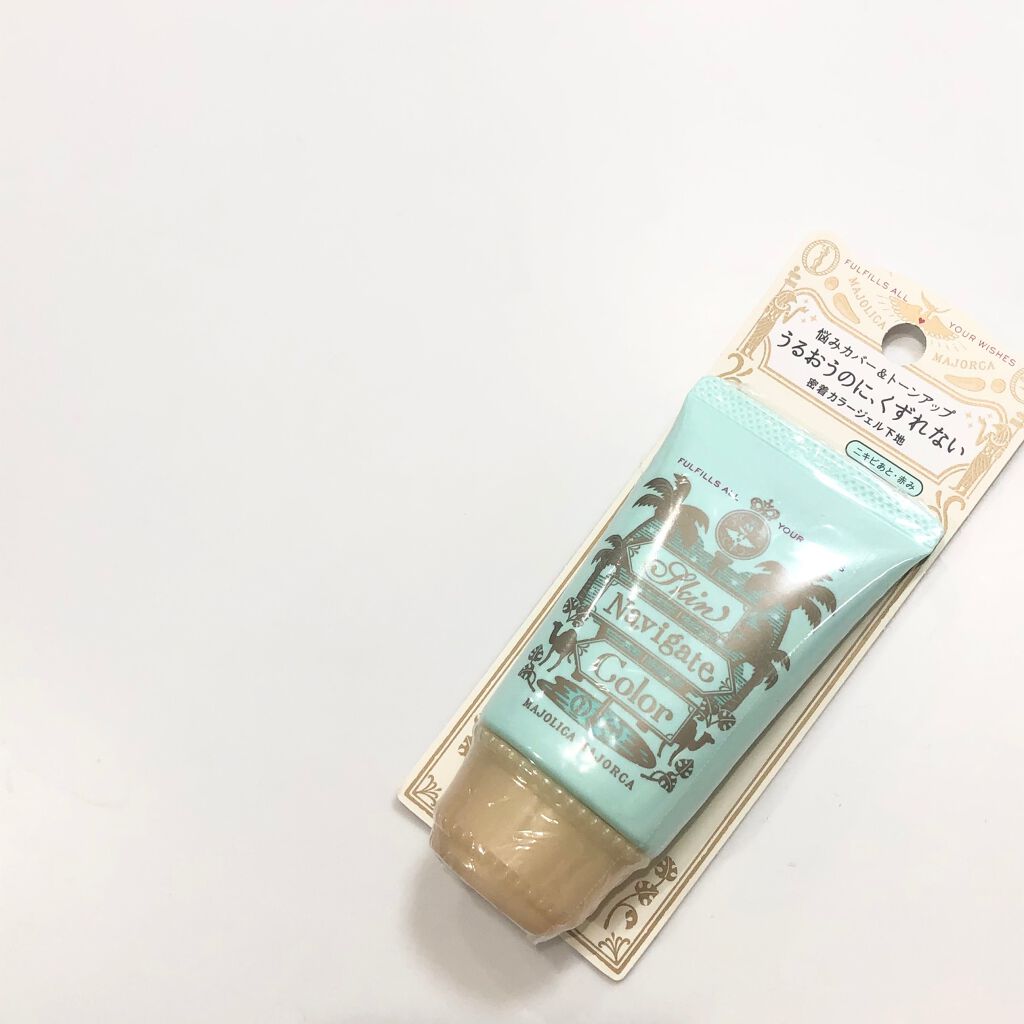 FULFILLS ALL YOUR WISHES
MAJOLICA MAJORCA
悩みカバー&トーンアップ
うるおうのに、くずれない
密着カラージェル下地
ニキビあと・赤み
FULFILLS ALL YOUR
Skin
Navigate
Color
MAJOLICA MAJORCA